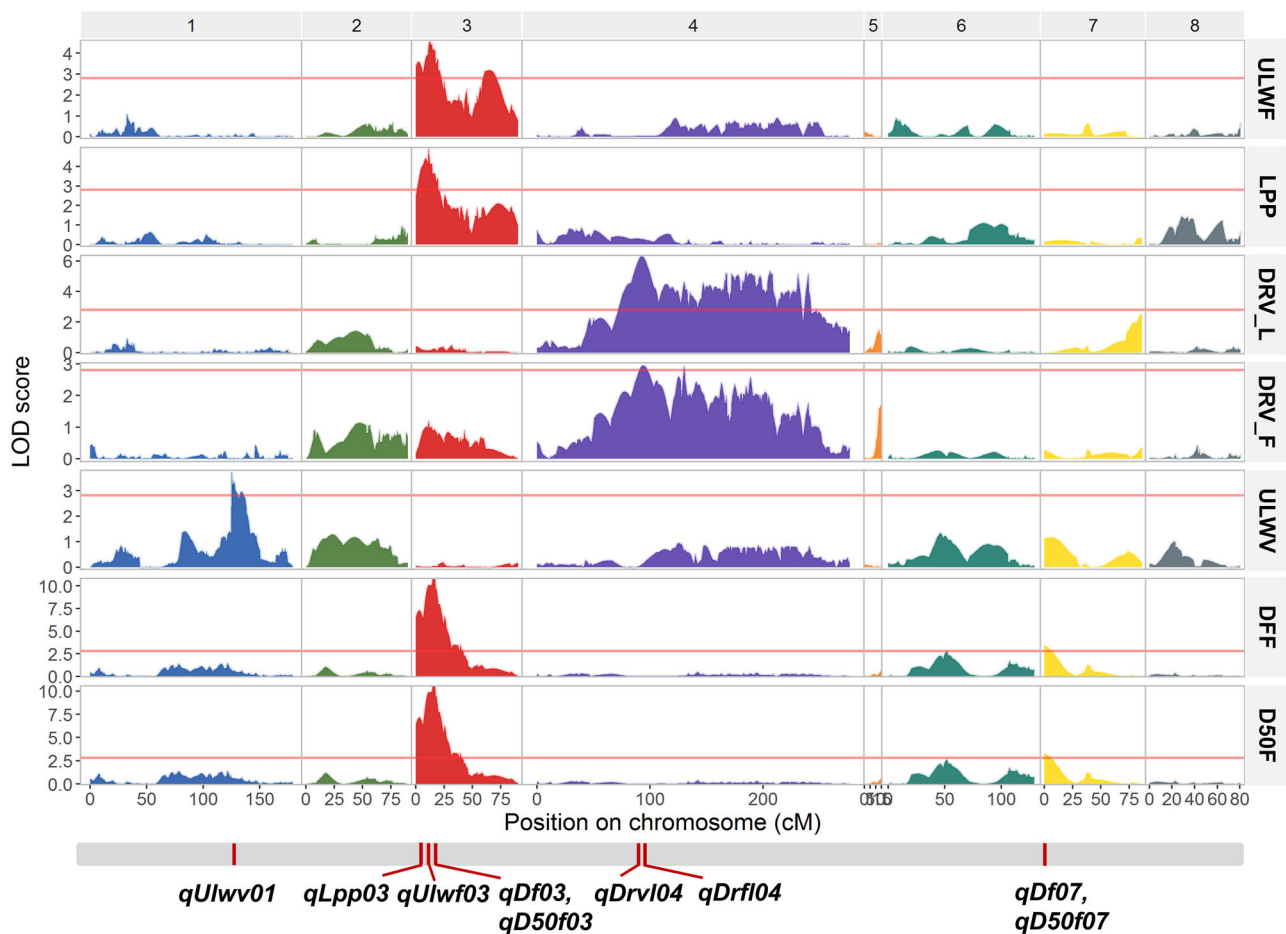 1 2 3 4 5 6 7 8
4 3 2 1 0 ULWF
4 3 2 1 0 LPP
6 4 2 0 DRV_L
3 2 1 0 DRV_F
3 2 1 0 ULWV
10.0 7.5 5.0 2.5 0.0 DFF
10.0 7.5 5.0 2.5 0.0 D50F
LOD score
0 50 100 150 0 25 50 75 0 25 50 75 0 100 200 0 50 100 0 25 50 75 0 20 40 60 80
Position on chromosome (cM)
qUlwv01 qLpp03 qUlwf03 qDf03, qDrvl04 qDrfl04 qDf07,
qD50f03 qD50f07